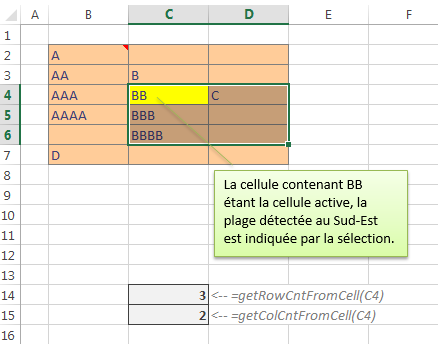 A B C D E F
1
2 A
3 AA B
4 AAA BB C
5 AAAA BBB
6 BBBB
7 D
8
9
10
11
12
13
14 3 <-- =getRowCntFromCell(C4)
15 2 <-- =getColCntFromCell(C4)
16
La cellule contenant BB
étant la cellule active, la
plage détectée au Sud-Est
est indiquée par la sélection.